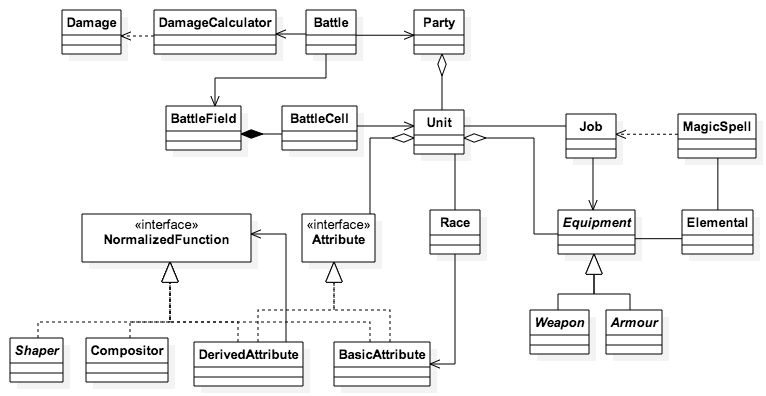 Damage
DamageCalculator
Battle
Party
BattleField
BattleCell
Unit
Job
MagicSpell
«interface»
NormalizedFunction
«interface»
Attribute
Race
Equipment
Elemental
Weapon
Armour
Shaper
Compositor
DerivedAttribute
BasicAttribute